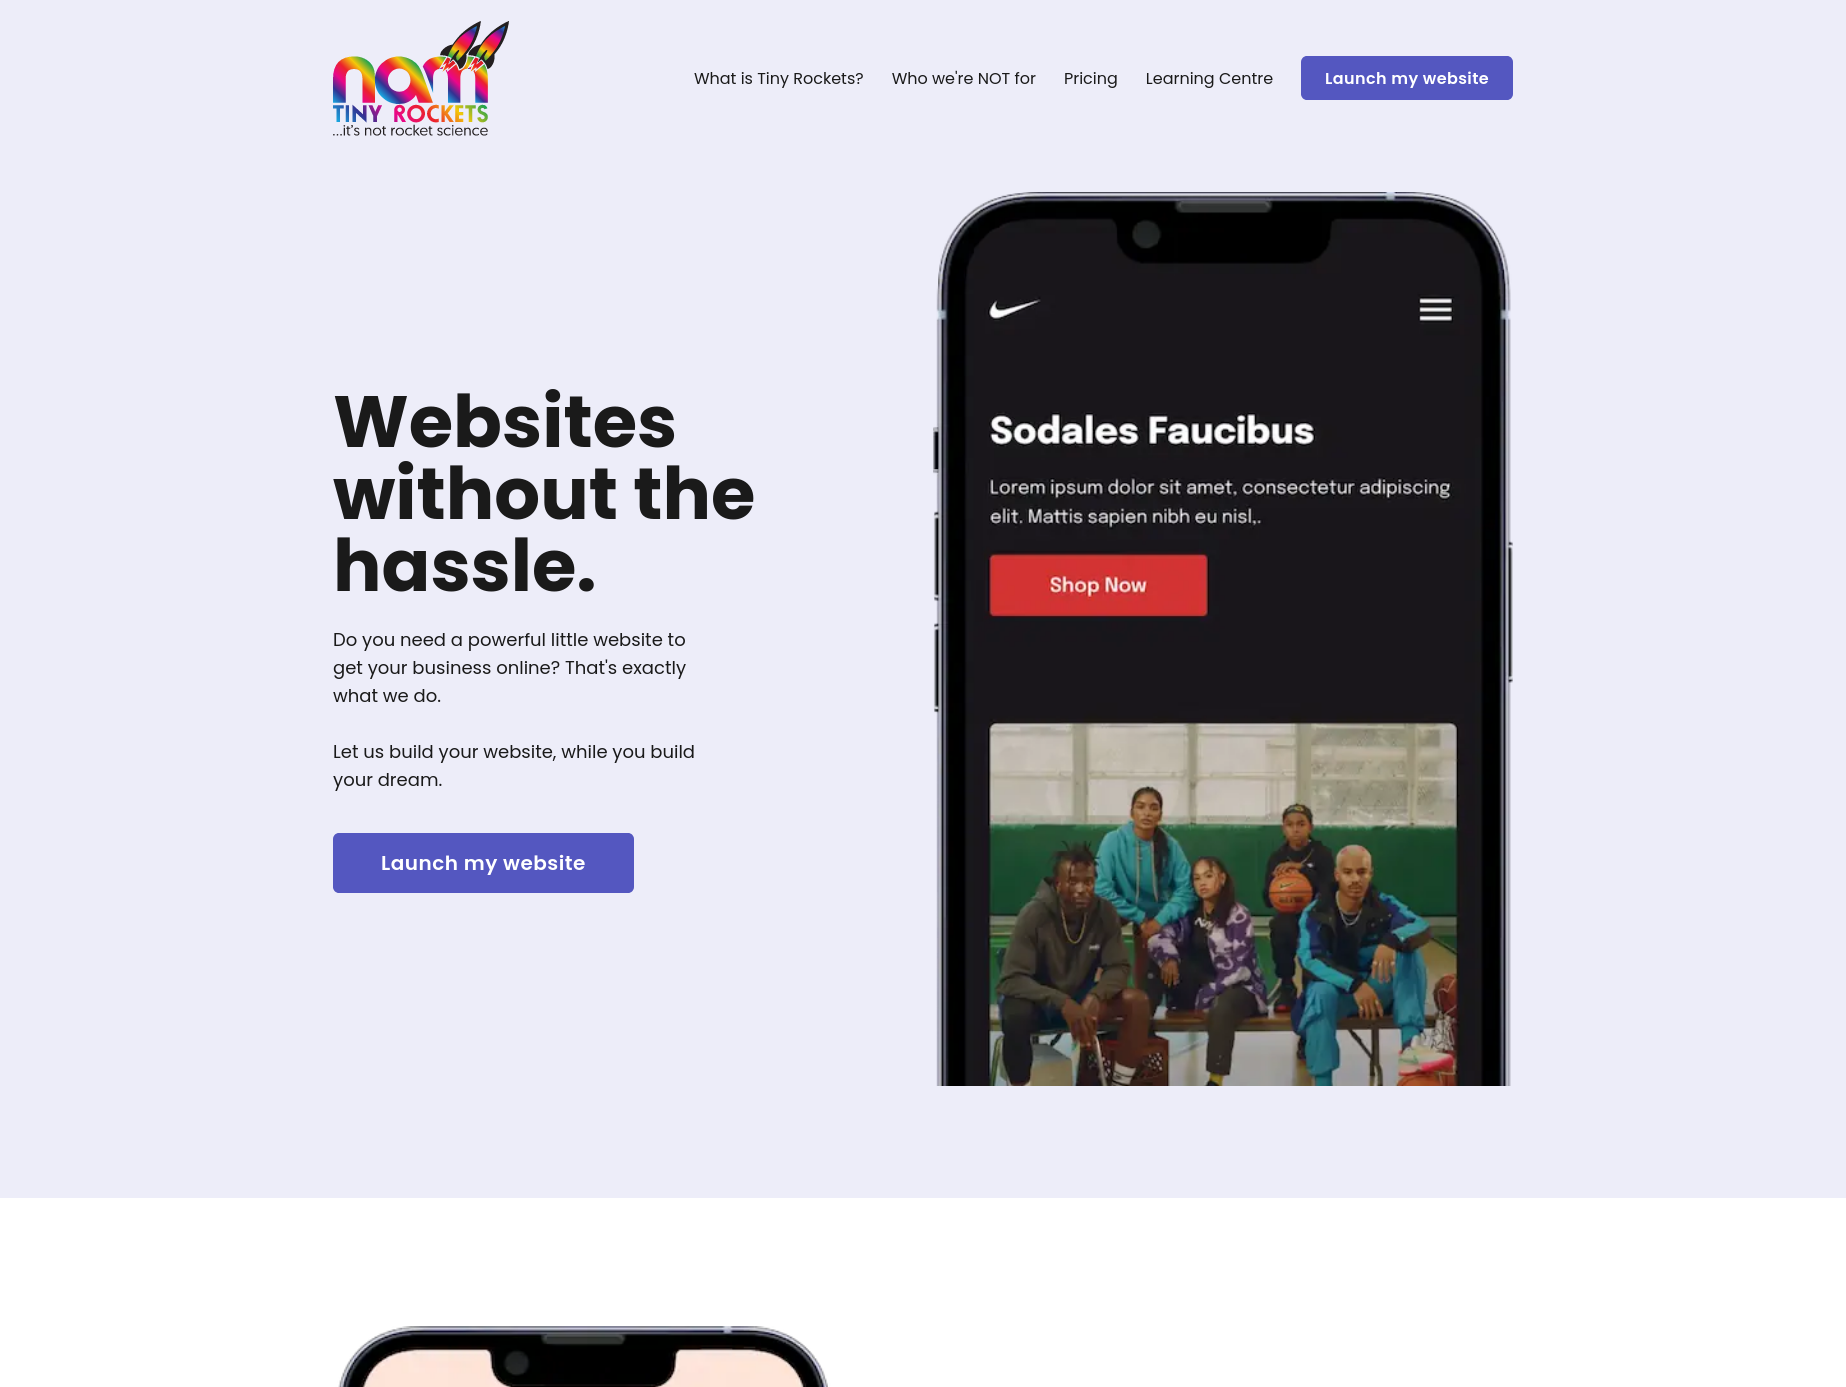 nam
TINY ROCKETS
...it's not rocket science
What is Tiny Rockets?
Who we're NOT for
Pricing
Learning Centre
Launch my website
Websites
without the
hassle.
Do you need a powerful little website to
get your business online? That's exactly
what we do.
Let us build your website, while you build
your dream.
Launch my website
Sodales Faucibus
Lorem ipsum dolor sit amet, consectetur adipiscing
elit. Mattis sapien nibh eu nisl,.
Shop Now